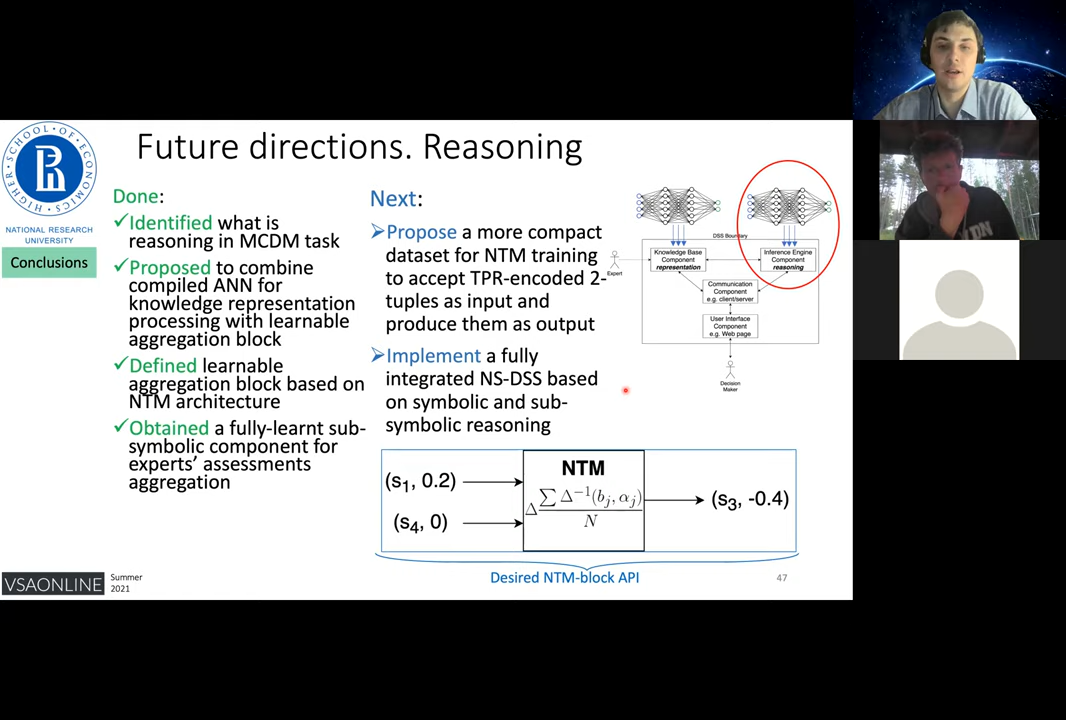 Future directions. Reasoning
HIGHER · SCHOOL · OF · ECONOMICS
NATIONAL RESEARCH
UNIVERSITY
Conclusions
Done:
✓Identified what is
reasoning in MCDM task
✓Proposed to combine
compiled ANN for
knowledge representation
processing with learnable
aggregation block
✓Defined learnable
aggregation block based on
NTM architecture
✓Obtained a fully-learnt sub-
symbolic component for
experts' assessments
aggregation
Next:
➢Propose a more compact
dataset for NTM training
to accept TPR-encoded 2-
tuples as input and
produce them as output
➢Implement a fully
integrated NS-DSS based
on symbolic and sub-
symbolic reasoning
DSS Boundary
Expert
Knowledge Base
Component
representation
Inference Engine
Component
reasoning
Communication
Component
e.g. client/server
User Interface
Component
e.g. Web page
Decision
Maker
(s₁, 0.2)
(s₄, 0)
NTM
Δ ∑ Δ⁻¹(bⱼ, αⱼ)
N
(s₃, -0.4)
Desired NTM-block API
47
VSAONLINE
Summer
2021